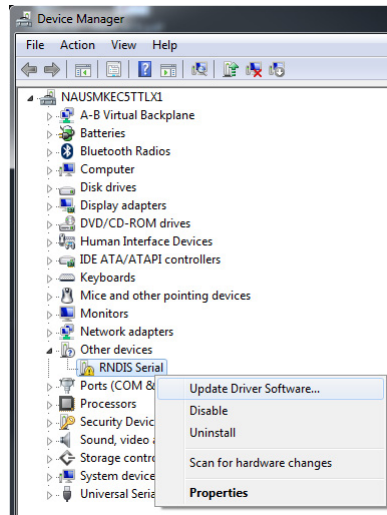 Device Manager
File Action View Help
NAUSMKEC5TTLX1
A-B Virtual Backplane
Batteries
Bluetooth Radios
Computer
Disk drives
Display adapters
DVD/CD-ROM drives
Human Interface Devices
IDE ATA/ATAPI controllers
Keyboards
Mice and other pointing devices
Monitors
Network adapters
Other devices
RNDIS Serial
Ports (COM &
Update Driver Software...
Processors
Disable
Security Devic
Uninstall
Sound, video a
Storage contro
Scan for hardware changes
System device
Universal Seria
Properties